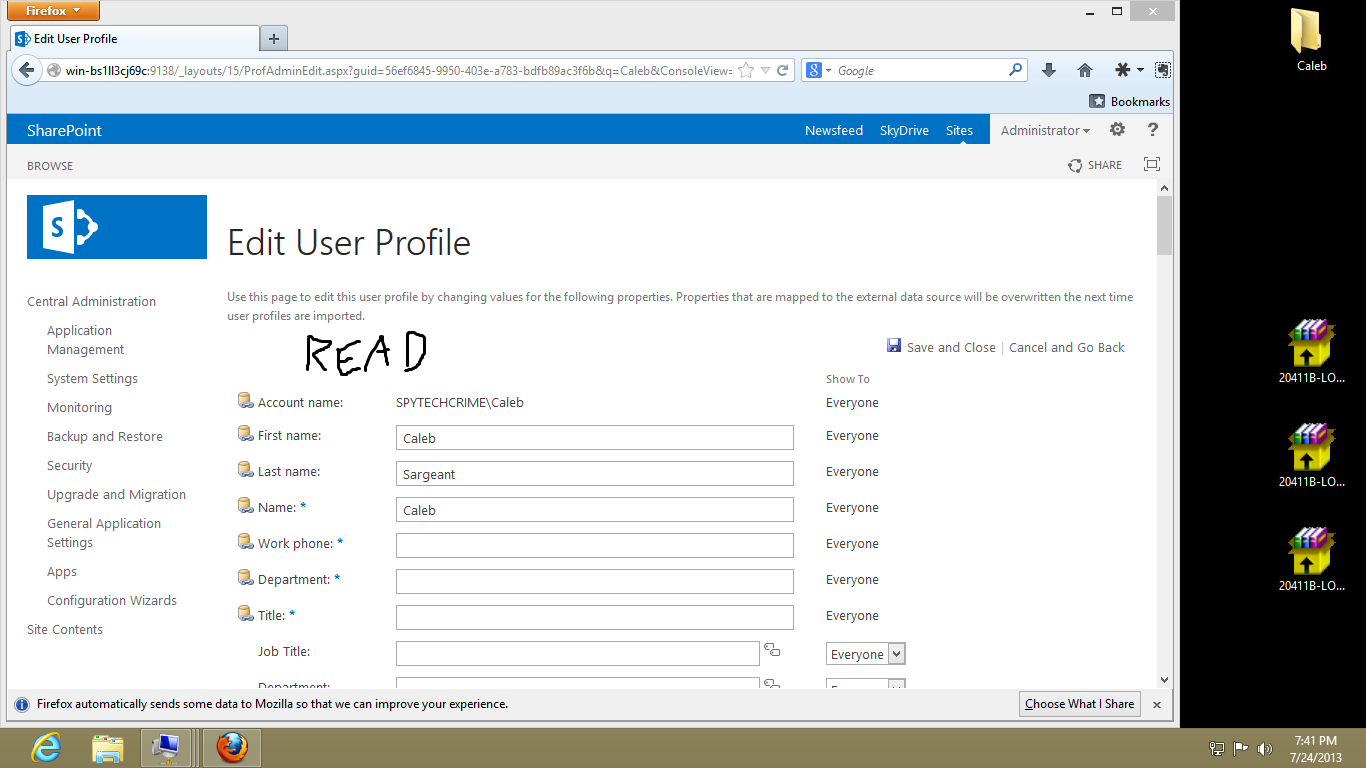 Firefox
Edit User Profile
win-bs1ll3cj69c:9138/_layouts/15/ProfAdminEdit.aspx?guid=56ef6845-9950-403e-a783-bdfb89ac3f6b&q=Caleb&ConsoleView=
Google
Bookmarks
SharePoint
Newsfeed SkyDrive Sites Administrator ?
BROWSE
SHARE
S
Edit User Profile
Use this page to edit this user profile by changing values for the following properties. Properties that are mapped to the external data source will be overwritten the next time
user profiles are imported.
READ
Save and Close | Cancel and Go Back
Central Administration
Application
Management
System Settings
Monitoring
Backup and Restore
Security
Upgrade and Migration
General Application
Settings
Apps
Configuration Wizards
Site Contents
Show To
Account name: SPYTECHCRIME\Caleb Everyone
First name: Caleb Everyone
Last name: Sargeant Everyone
Name: * Caleb Everyone
Work phone: * Everyone
Department: * Everyone
Title: * Everyone
Job Title: Everyone
Department:
Firefox automatically sends some data to Mozilla so that we can improve your experience.
Choose What I Share
Caleb
20411B-LO...
20411B-LO...
20411B-LO...
7:41 PM
7/24/2013